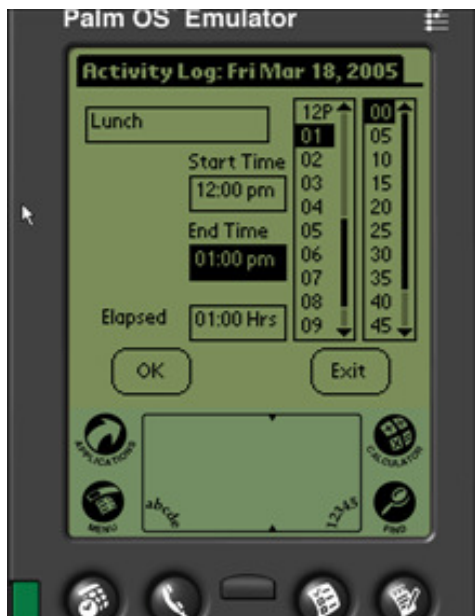 Palm OS Emulator
Activity Log: Fri Mar 18, 2005
Lunch
Start Time
12:00 pm
End Time
01:00 pm
Elapsed
01:00 Hrs
12P
01
02
03
04
05
06
07
08
09
00
05
10
15
20
25
30
35
40
45
OK
Exit
APPLICATIONS
MENU
abcde
12345
CALCULATOR
FIND